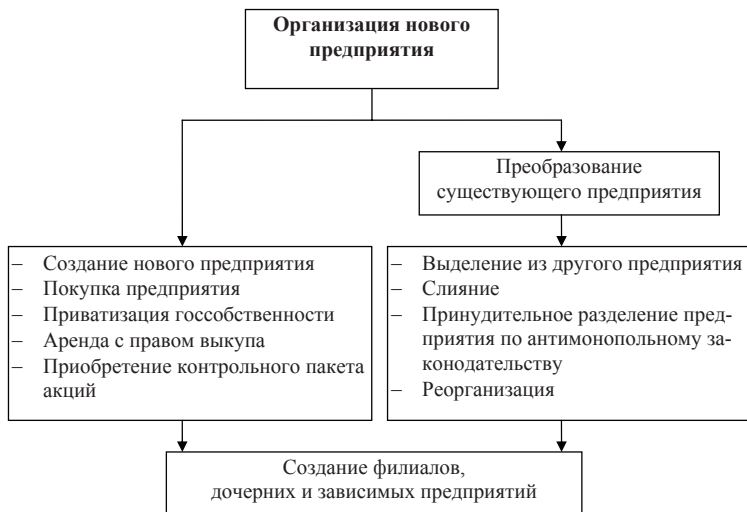 Организация нового
предприятия
Преобразование
существующего предприятия
– Создание нового предприятия
– Покупка предприятия
– Приватизация госсобственности
– Аренда с правом выкупа
– Приобретение контрольного пакета
акций
– Выделение из другого предприятия
– Слияние
– Принудительное разделение пред-
приятия по антимонопольному за-
конодательству
– Реорганизация
Создание филиалов,
дочерних и зависимых предприятий